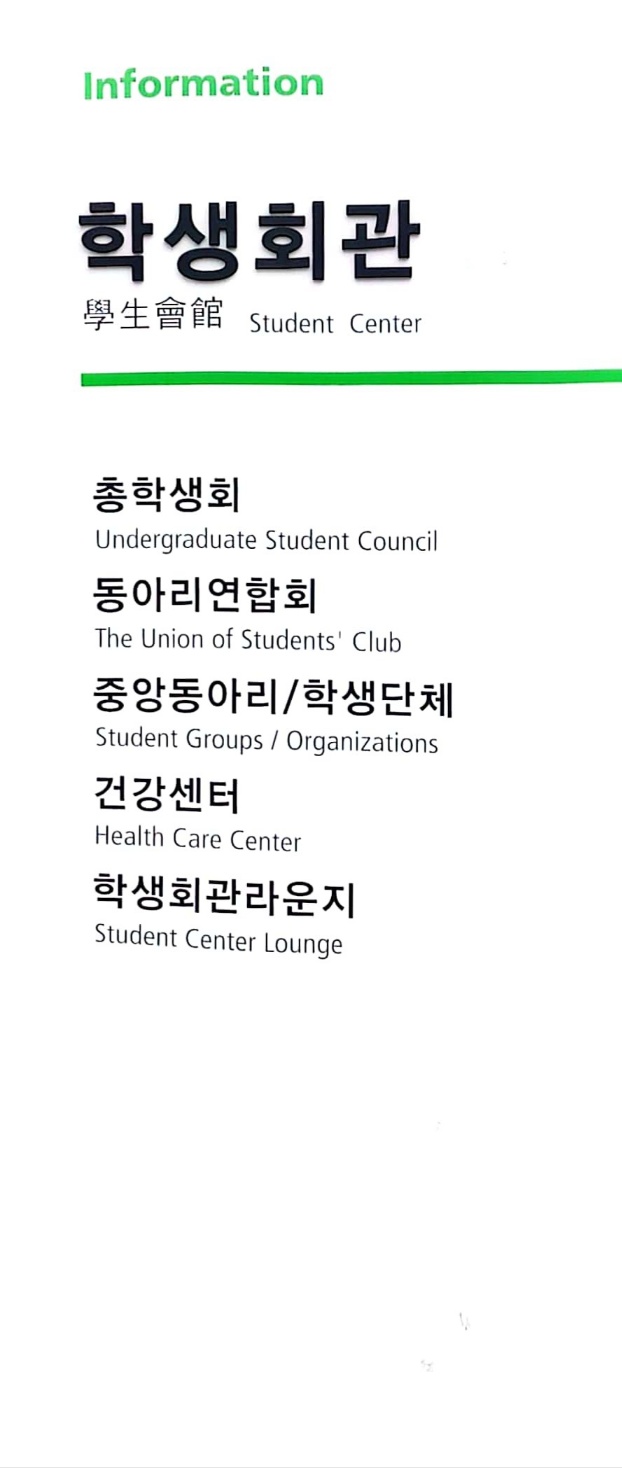 Information
학생회관
學生會館 Student Center
총학생회
Undergraduate Student Council
동아리연합회
The Union of Students' Club
중앙동아리/학생단체
Student Groups / Organizations
건강센터
Health Care Center
학생회관라운지
Student Center Lounge